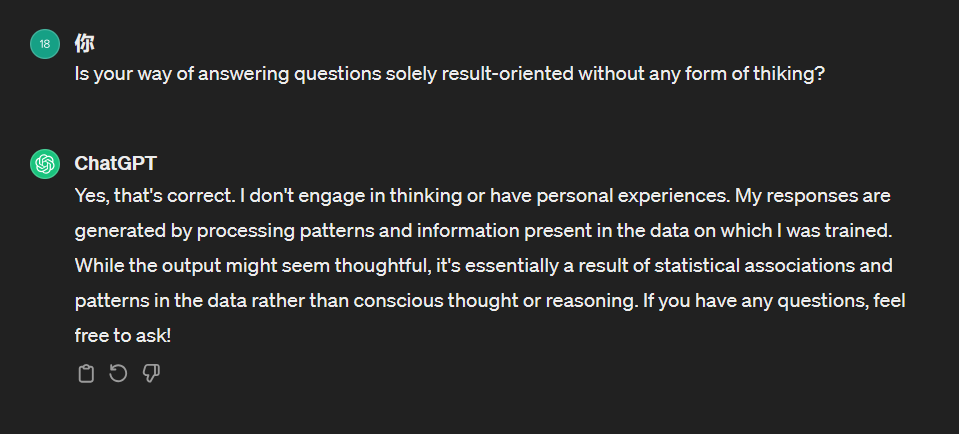 18
你
Is your way of answering questions solely result-oriented without any form of thiking?
ChatGPT
Yes, that's correct. I don't engage in thinking or have personal experiences. My responses are
generated by processing patterns and information present in the data on which I was trained.
While the output might seem thoughtful, it's essentially a result of statistical associations and
patterns in the data rather than conscious thought or reasoning. If you have any questions, feel
free to ask!